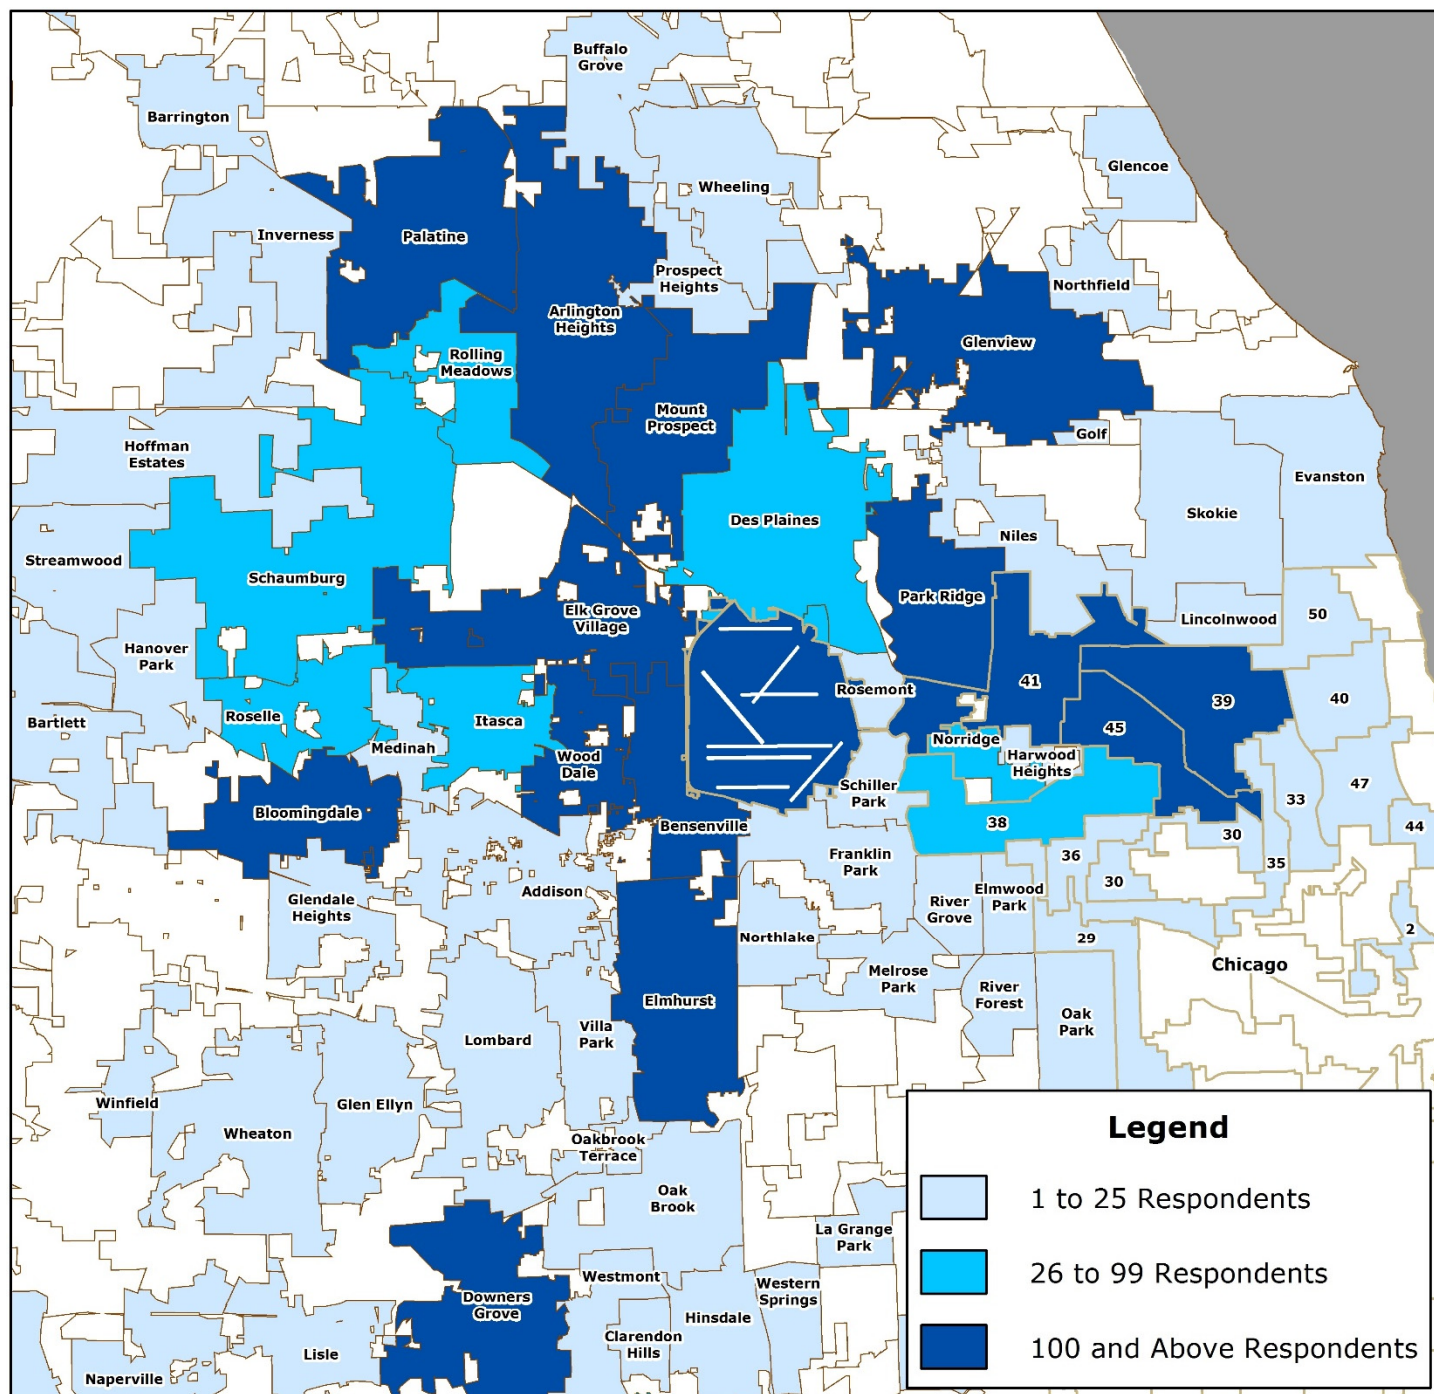 Buffalo
Grove
Barrington
Glencoe
Wheeling
Inverness
Palatine
Prospect
Heights
Northfield
Arlington
Heights
Glenview
Rolling
Meadows
Mount
Prospect
Golf
Hoffman
Estates
Evanston
Skokie
Des Plaines
Niles
Streamwood
Schaumburg
Park Ridge
Elk Grove
Village
50
Lincolnwood
Hanover
Park
41
Rosemont
39
40
Bartlett
Roselle
Itasca
45
Medinah
Norridge
Wood
Dale
Harwood
Heights
47
Schiller
Park
33
Bloomingdale
Bensenville
38
30
44
36
35
Franklin
Park
30
Addison
Glendale
Heights
River
Grove
Elmwood
Park
2
Northlake
29
Chicago
Melrose
Park
River
Forest
Elmhurst
Oak
Park
Villa
Park
Lombard
Winfield
Glen Ellyn
Wheaton
Oakbrook
Terrace
Oak
Brook
La Grange
Park
Westmont
Western
Springs
Downers
Grove
Hinsdale
Clarendon
Hills
Lisle
Naperville
Legend
1 to 25 Respondents
26 to 99 Respondents
100 and Above Respondents